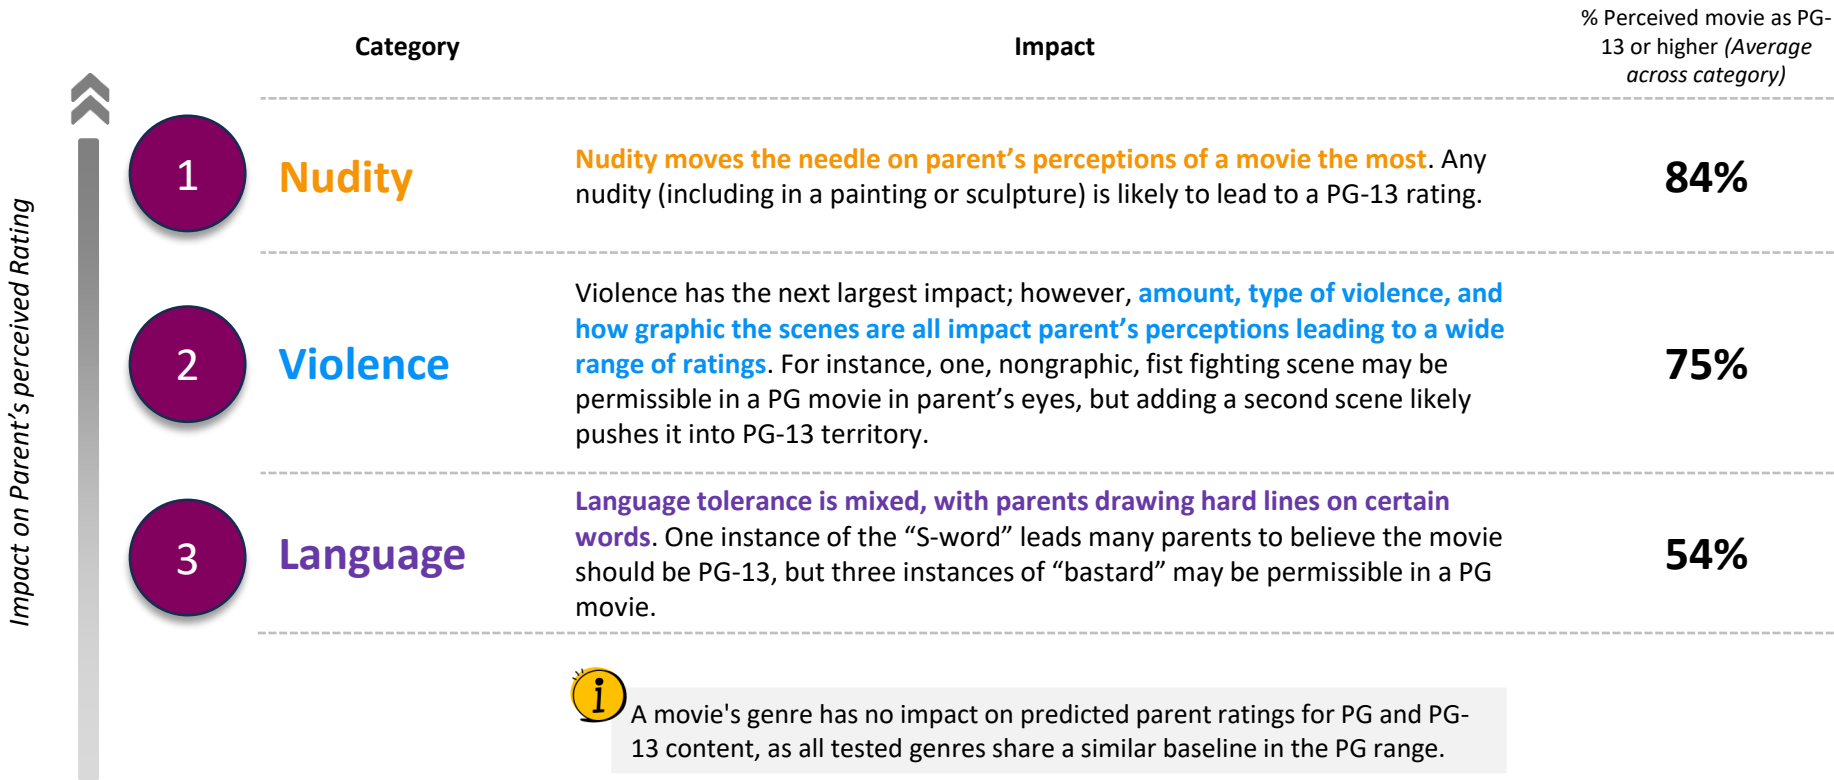 Category
Impact
% Perceived movie as PG-
13 or higher (Average
across category)
Impact on Parent's perceived Rating
1
Nudity
Nudity moves the needle on parent’s perceptions of a movie the most. Any
nudity (including in a painting or sculpture) is likely to lead to a PG-13 rating.
84%
2
Violence
Violence has the next largest impact; however, amount, type of violence, and
how graphic the scenes are all impact parent’s perceptions leading to a wide
range of ratings. For instance, one, nongraphic, fist fighting scene may be
permissible in a PG movie in parent’s eyes, but adding a second scene likely
pushes it into PG-13 territory.
75%
3
Language
Language tolerance is mixed, with parents drawing hard lines on certain
words. One instance of the “S-word” leads many parents to believe the movie
should be PG-13, but three instances of “bastard” may be permissible in a PG
movie.
54%
i
A movie's genre has no impact on predicted parent ratings for PG and PG-
13 content, as all tested genres share a similar baseline in the PG range.